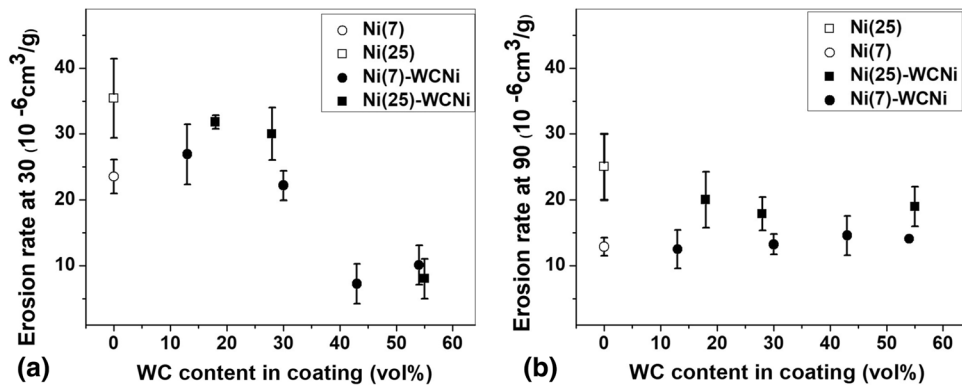 Ni(7)
Ni(25)
Ni(7)-WCNi
Ni(25)-WCNi
Erosion rate at 30 (10 -6cm3/g)
40
30
20
10
0 10 20 30 40 50 60
(a)
WC content in coating (vol%)
Ni(25)
Ni(7)
Ni(25)-WCNi
Ni(7)-WCNi
Erosion rate at 90 (10 -6cm3/g)
40
30
20
10
0 10 20 30 40 50 60
(b)
WC content in coating (vol%)